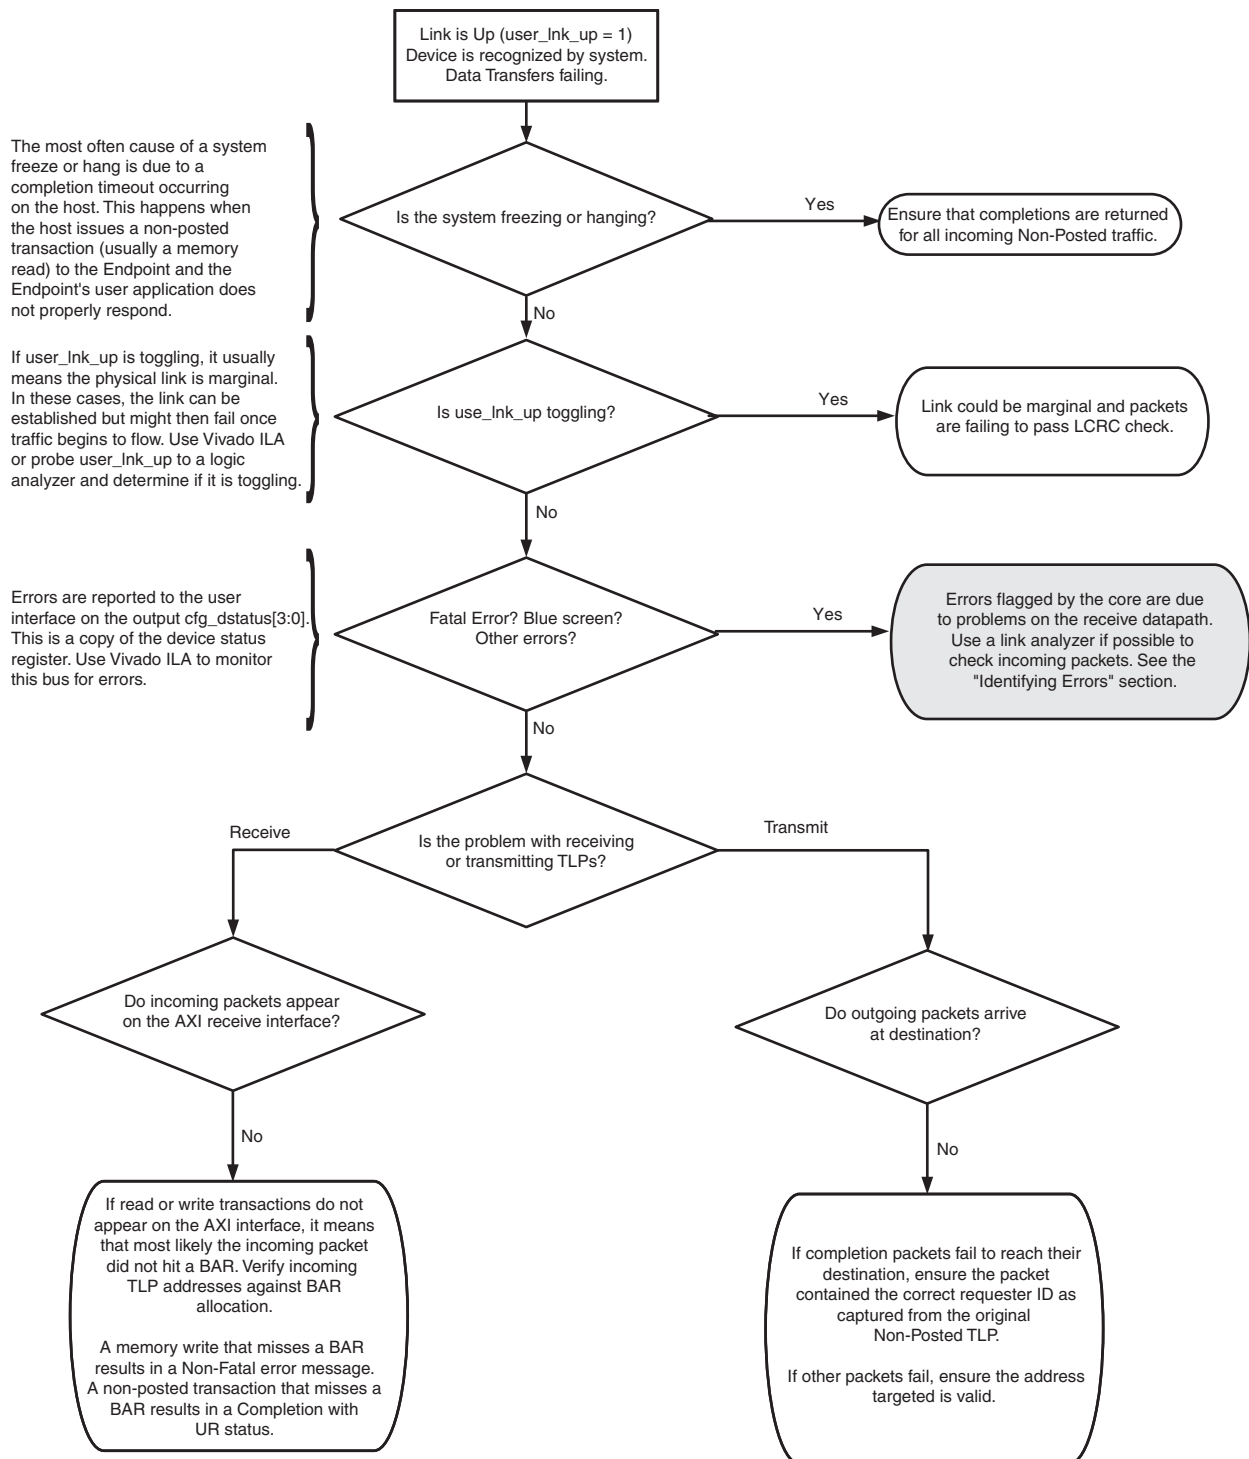 Link is Up (user_lnk_up = 1)
Device is recognized by system.
Data Transfers failing.
The most often cause of a system
freeze or hang is due to a
completion timeout occurring
on the host. This happens when
the host issues a non-posted
transaction (usually a memory
read) to the Endpoint and the
Endpoint's user application does
not properly respond.
Is the system freezing or hanging?
Yes
Ensure that completions are returned
for all incoming Non-Posted traffic.
No
If user_lnk_up is toggling, it usually
means the physical link is marginal.
In these cases, the link can be
established but might then fail once
traffic begins to flow. Use Vivado ILA
or probe user_lnk_up to a logic
analyzer and determine if it is toggling.
Is use_lnk_up toggling?
Yes
Link could be marginal and packets
are failing to pass LCRC check.
No
Errors are reported to the user
interface on the output cfg_dstatus[3:0].
This is a copy of the device status
register. Use Vivado ILA to monitor
this bus for errors.
Fatal Error? Blue screen?
Other errors?
Yes
Errors flagged by the core are due
to problems on the receive datapath.
Use a link analyzer if possible to
check incoming packets. See the
"Identifying Errors" section.
No
Is the problem with receiving
or transmitting TLPs?
Receive
Transmit
Do incoming packets appear
on the AXI receive interface?
Do outgoing packets arrive
at destination?
No
No
If read or write transactions do not
appear on the AXI interface, it means
that most likely the incoming packet
did not hit a BAR. Verify incoming
TLP addresses against BAR
allocation.
A memory write that misses a BAR
results in a Non-Fatal error message.
A non-posted transaction that misses a
BAR results in a Completion with
UR status.
If completion packets fail to reach their
destination, ensure the packet
contained the correct requester ID as
captured from the original
Non-Posted TLP.
If other packets fail, ensure the address
targeted is valid.